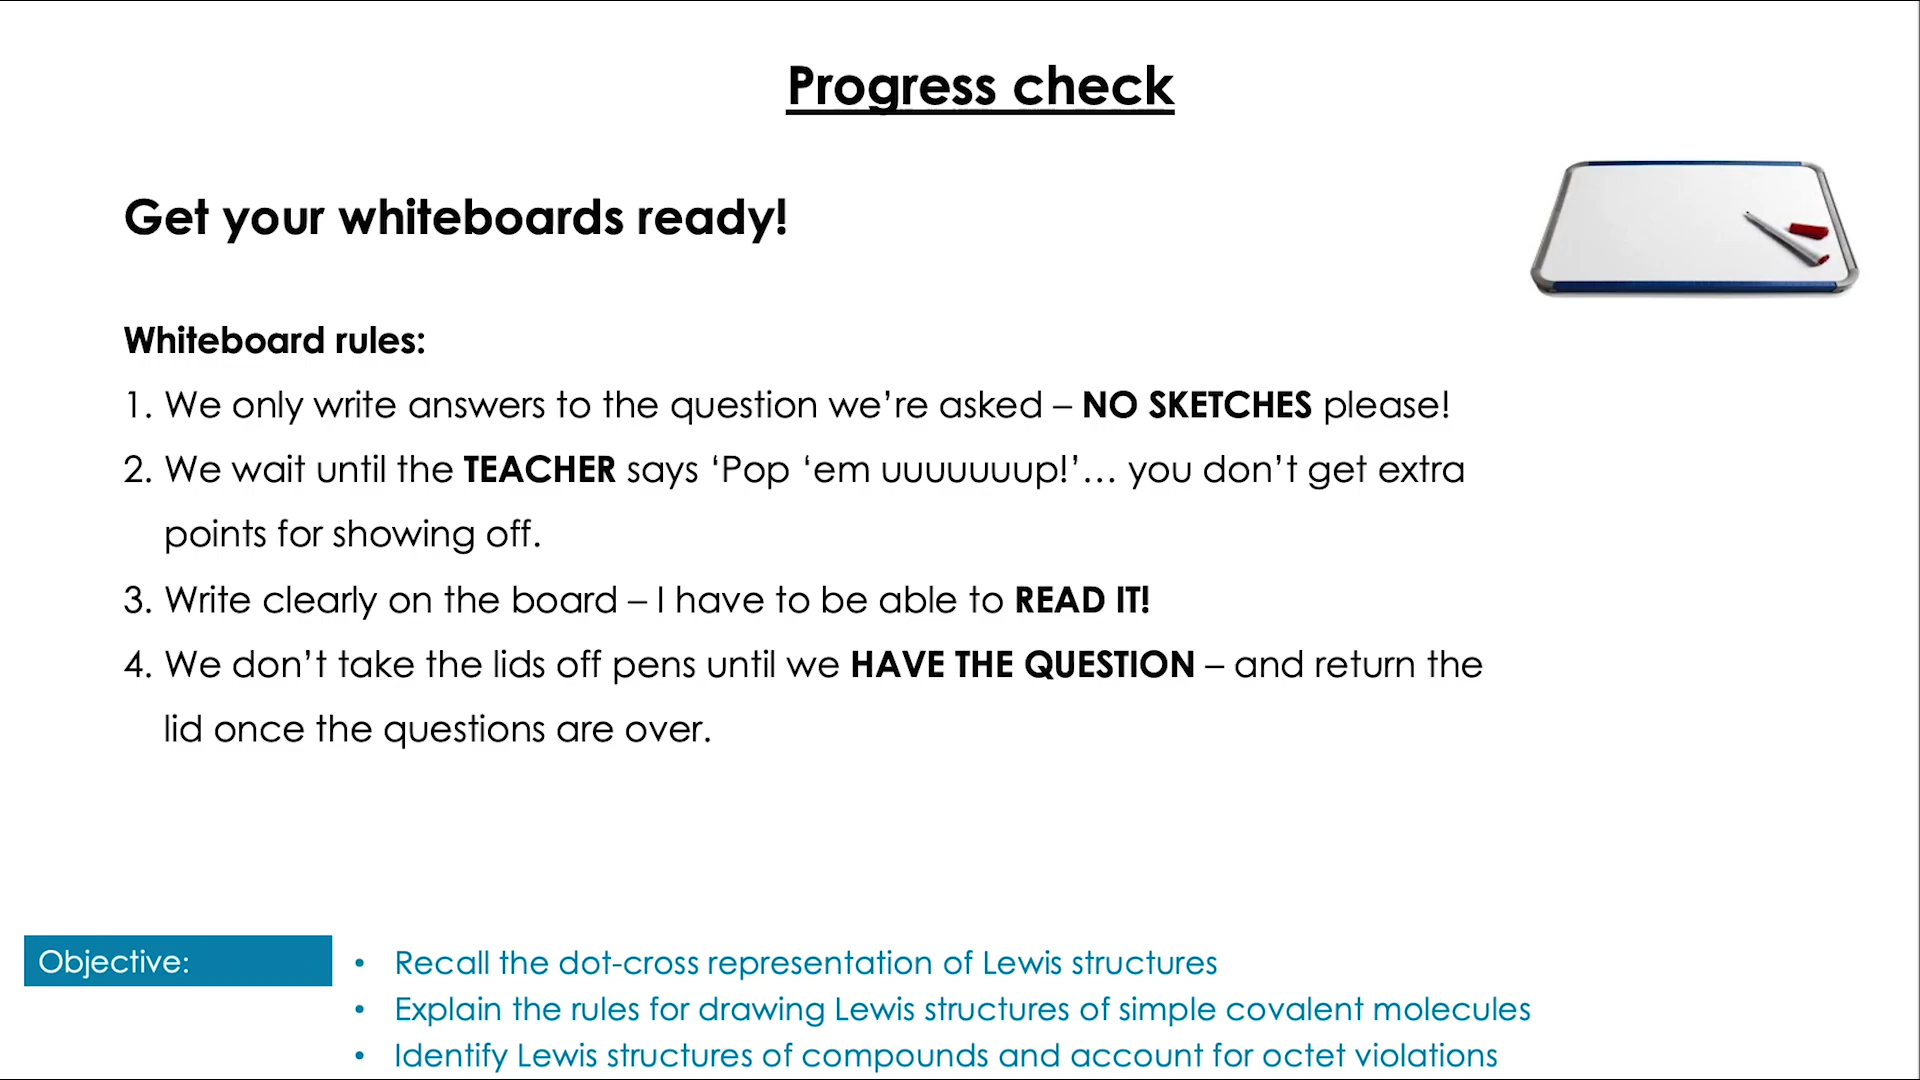 Progress check
Get your whiteboards ready!
Whiteboard rules:
1. We only write answers to the question we’re asked – NO SKETCHES please!
2. We wait until the TEACHER says ‘Pop ‘em uuuuuuup!’… you don’t get extra
points for showing off.
3. Write clearly on the board – I have to be able to READ IT!
4. We don’t take the lids off pens until we HAVE THE QUESTION – and return the
lid once the questions are over.
Objective:
• Recall the dot-cross representation of Lewis structures
• Explain the rules for drawing Lewis structures of simple covalent molecules
• Identify Lewis structures of compounds and account for octet violations